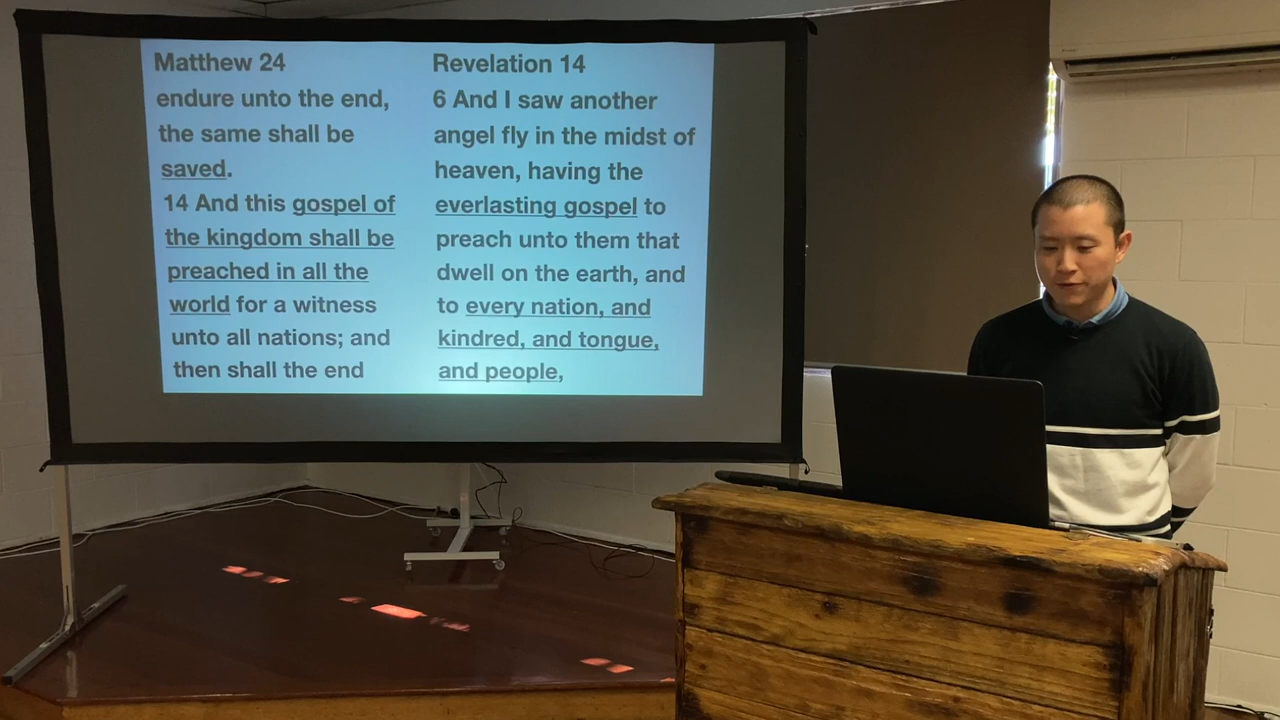 Matthew 24
endure unto the end,
the same shall be
saved.
14 And this gospel of
the kingdom shall be
preached in all the
world for a witness
unto all nations; and
then shall the end
Revelation 14
6 And I saw another
angel fly in the midst of
heaven, having the
everlasting gospel to
preach unto them that
dwell on the earth, and
to every nation, and
kindred, and tongue,
and people,